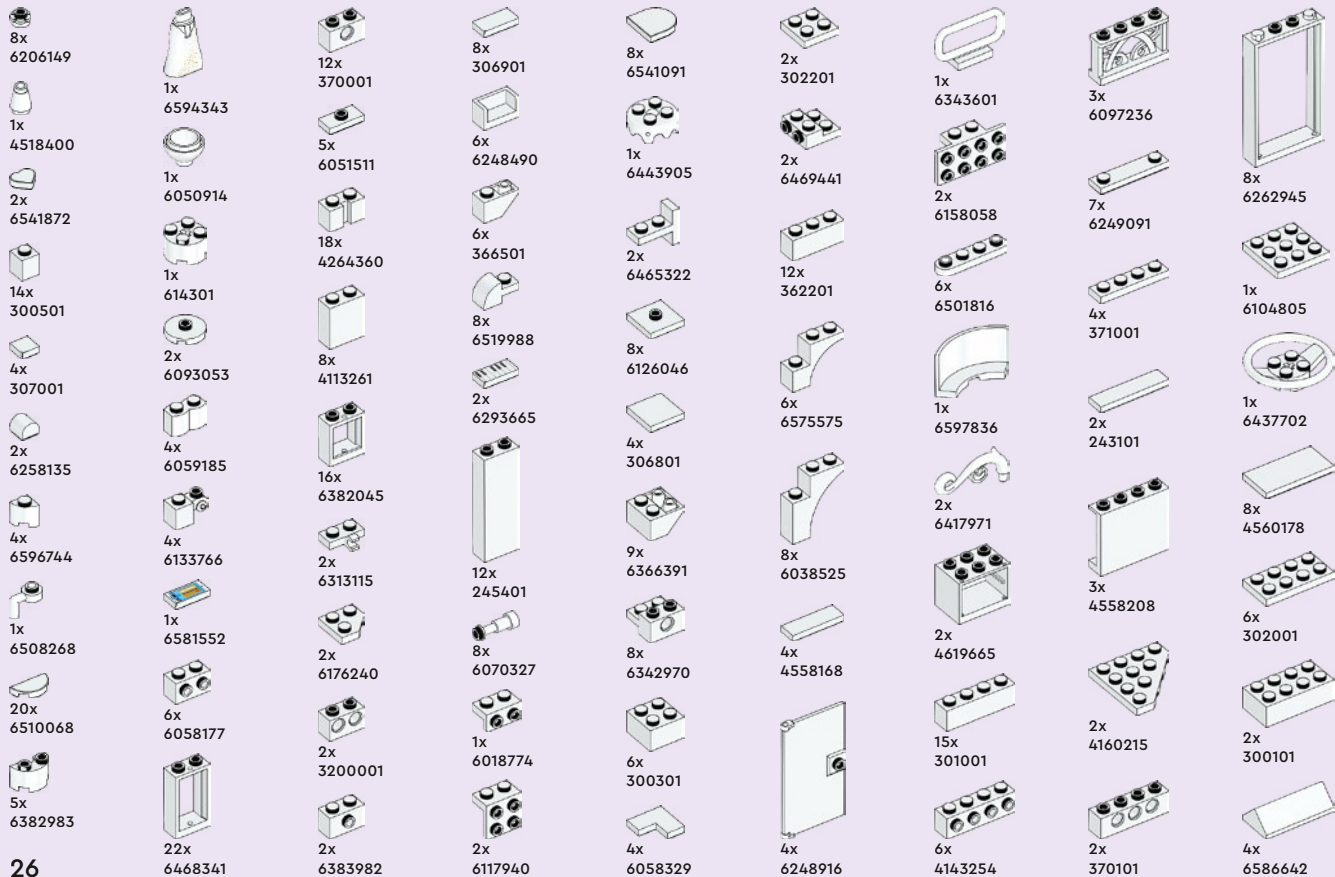 8x
6206149
1x
4518400
2x
6541872
14x
300501
4x
307001
2x
6258135
4x
6596744
1x
6508268
20x
6510068
5x
6382983
1x
6594343
1x
6050914
1x
614301
2x
6093053
4x
6059185
4x
6133766
1x
6581552
6x
6058177
22x
6468341
12x
370001
5x
6051511
18x
4264360
8x
4113261
16x
6382045
2x
6313115
2x
6176240
2x
3200001
2x
6383982
8x
306901
6x
6248490
6x
366501
8x
6519988
2x
6293665
12x
245401
8x
6070327
1x
6018774
2x
6117940
8x
6541091
1x
6443905
2x
6465322
8x
6126046
4x
306801
9x
6366391
8x
6342970
6x
300301
4x
6058329
2x
302201
2x
6469441
12x
362201
6x
6575575
8x
6038525
4x
4558168
4x
6248916
1x
6343601
2x
6158058
6x
6501816
1x
6597836
2x
6417971
2x
4619665
15x
301001
6x
4143254
3x
6097236
7x
6249091
4x
371001
2x
243101
3x
4558208
2x
4160215
2x
370101
8x
6262945
1x
6104805
1x
6437702
8x
4560178
6x
302001
2x
300101
4x
6586642
26